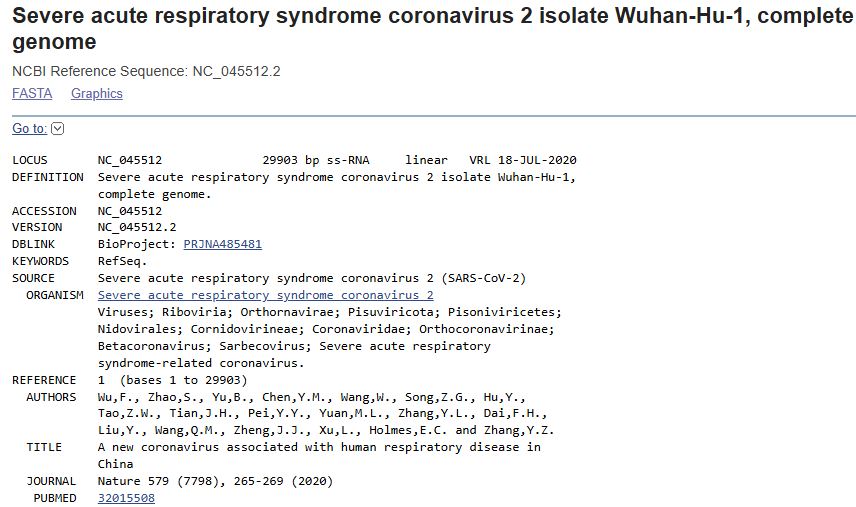 Severe acute respiratory syndrome coronavirus 2 isolate Wuhan-Hu-1, complete
genome
NCBI Reference Sequence: NC_045512.2
FASTA Graphics
Go to:
LOCUS NC_045512 29903 bp ss-RNA linear VRL 18-JUL-2020
DEFINITION Severe acute respiratory syndrome coronavirus 2 isolate Wuhan-Hu-1,
complete genome.
ACCESSION NC_045512
VERSION NC_045512.2
DBLINK BioProject: PRJNA485481
KEYWORDS RefSeq.
SOURCE Severe acute respiratory syndrome coronavirus 2 (SARS-CoV-2)
ORGANISM Severe acute respiratory syndrome coronavirus 2
Viruses; Riboviria; Orthornavirae; Pisuviricota; Pisoniviricetes;
Nidovirales; Cornidovirineae; Coronaviridae; Orthocoronavirinae;
Betacoronavirus; Sarbecovirus; Severe acute respiratory
syndrome-related coronavirus.
REFERENCE 1 (bases 1 to 29903)
AUTHORS Wu,F., Zhao,S., Yu,B., Chen,Y.M., Wang,W., Song,Z.G., Hu,Y.,
Tao,Z.W., Tian,J.H., Pei,Y.Y., Yuan,M.L., Zhang,Y.L., Dai,F.H.,
Liu,Y., Wang,Q.M., Zheng,J.J., Xu,L., Holmes,E.C. and Zhang,Y.Z.
TITLE A new coronavirus associated with human respiratory disease in
China
JOURNAL Nature 579 (7798), 265-269 (2020)
PUBMED 32015508